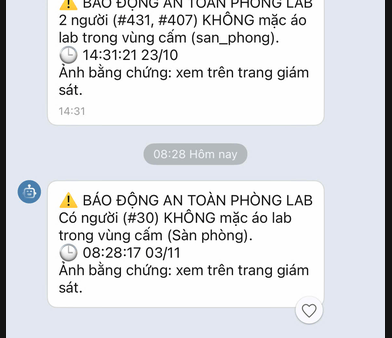 ⚠️ BÁO ĐỘNG AN TOÀN PHÒNG LAB
2 người (#431, #407) KHÔNG mặc áo
lab trong vùng cấm (san_phong).
🕒 14:31:21 23/10
Ảnh bằng chứng: xem trên trang giám
sát.
14:31
08:28 Hôm nay
⚠️ BÁO ĐỘNG AN TOÀN PHÒNG LAB
Có người (#30) KHÔNG mặc áo lab
trong vùng cấm (Sàn phòng).
🕒 08:28:17 03/11
Ảnh bằng chứng: xem trên trang giám
sát.